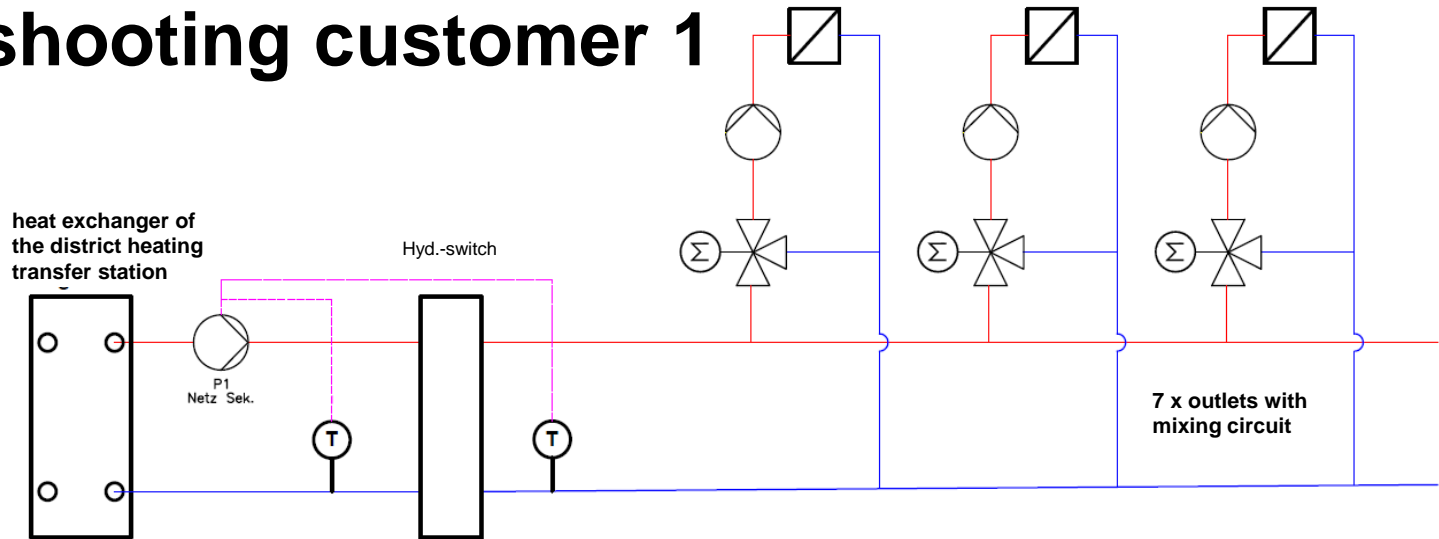 shooting customer 1
heat exchanger of
the district heating
transfer station
Hyd.-switch
P1
Netz Sek.
T
T
Σ
Σ
Σ
7 x outlets with
mixing circuit